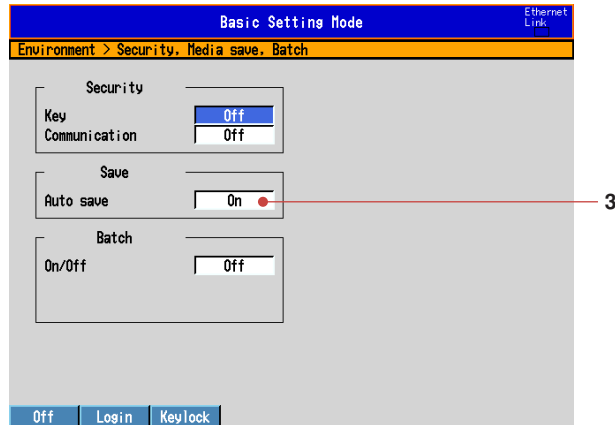 Basic Setting Mode
Ethernet
Link
Environment > Security, Media save, Batch
Security
Key Off
Communication Off
Save
Auto save On
3
Batch
On/Off Off
Off Login Keylock